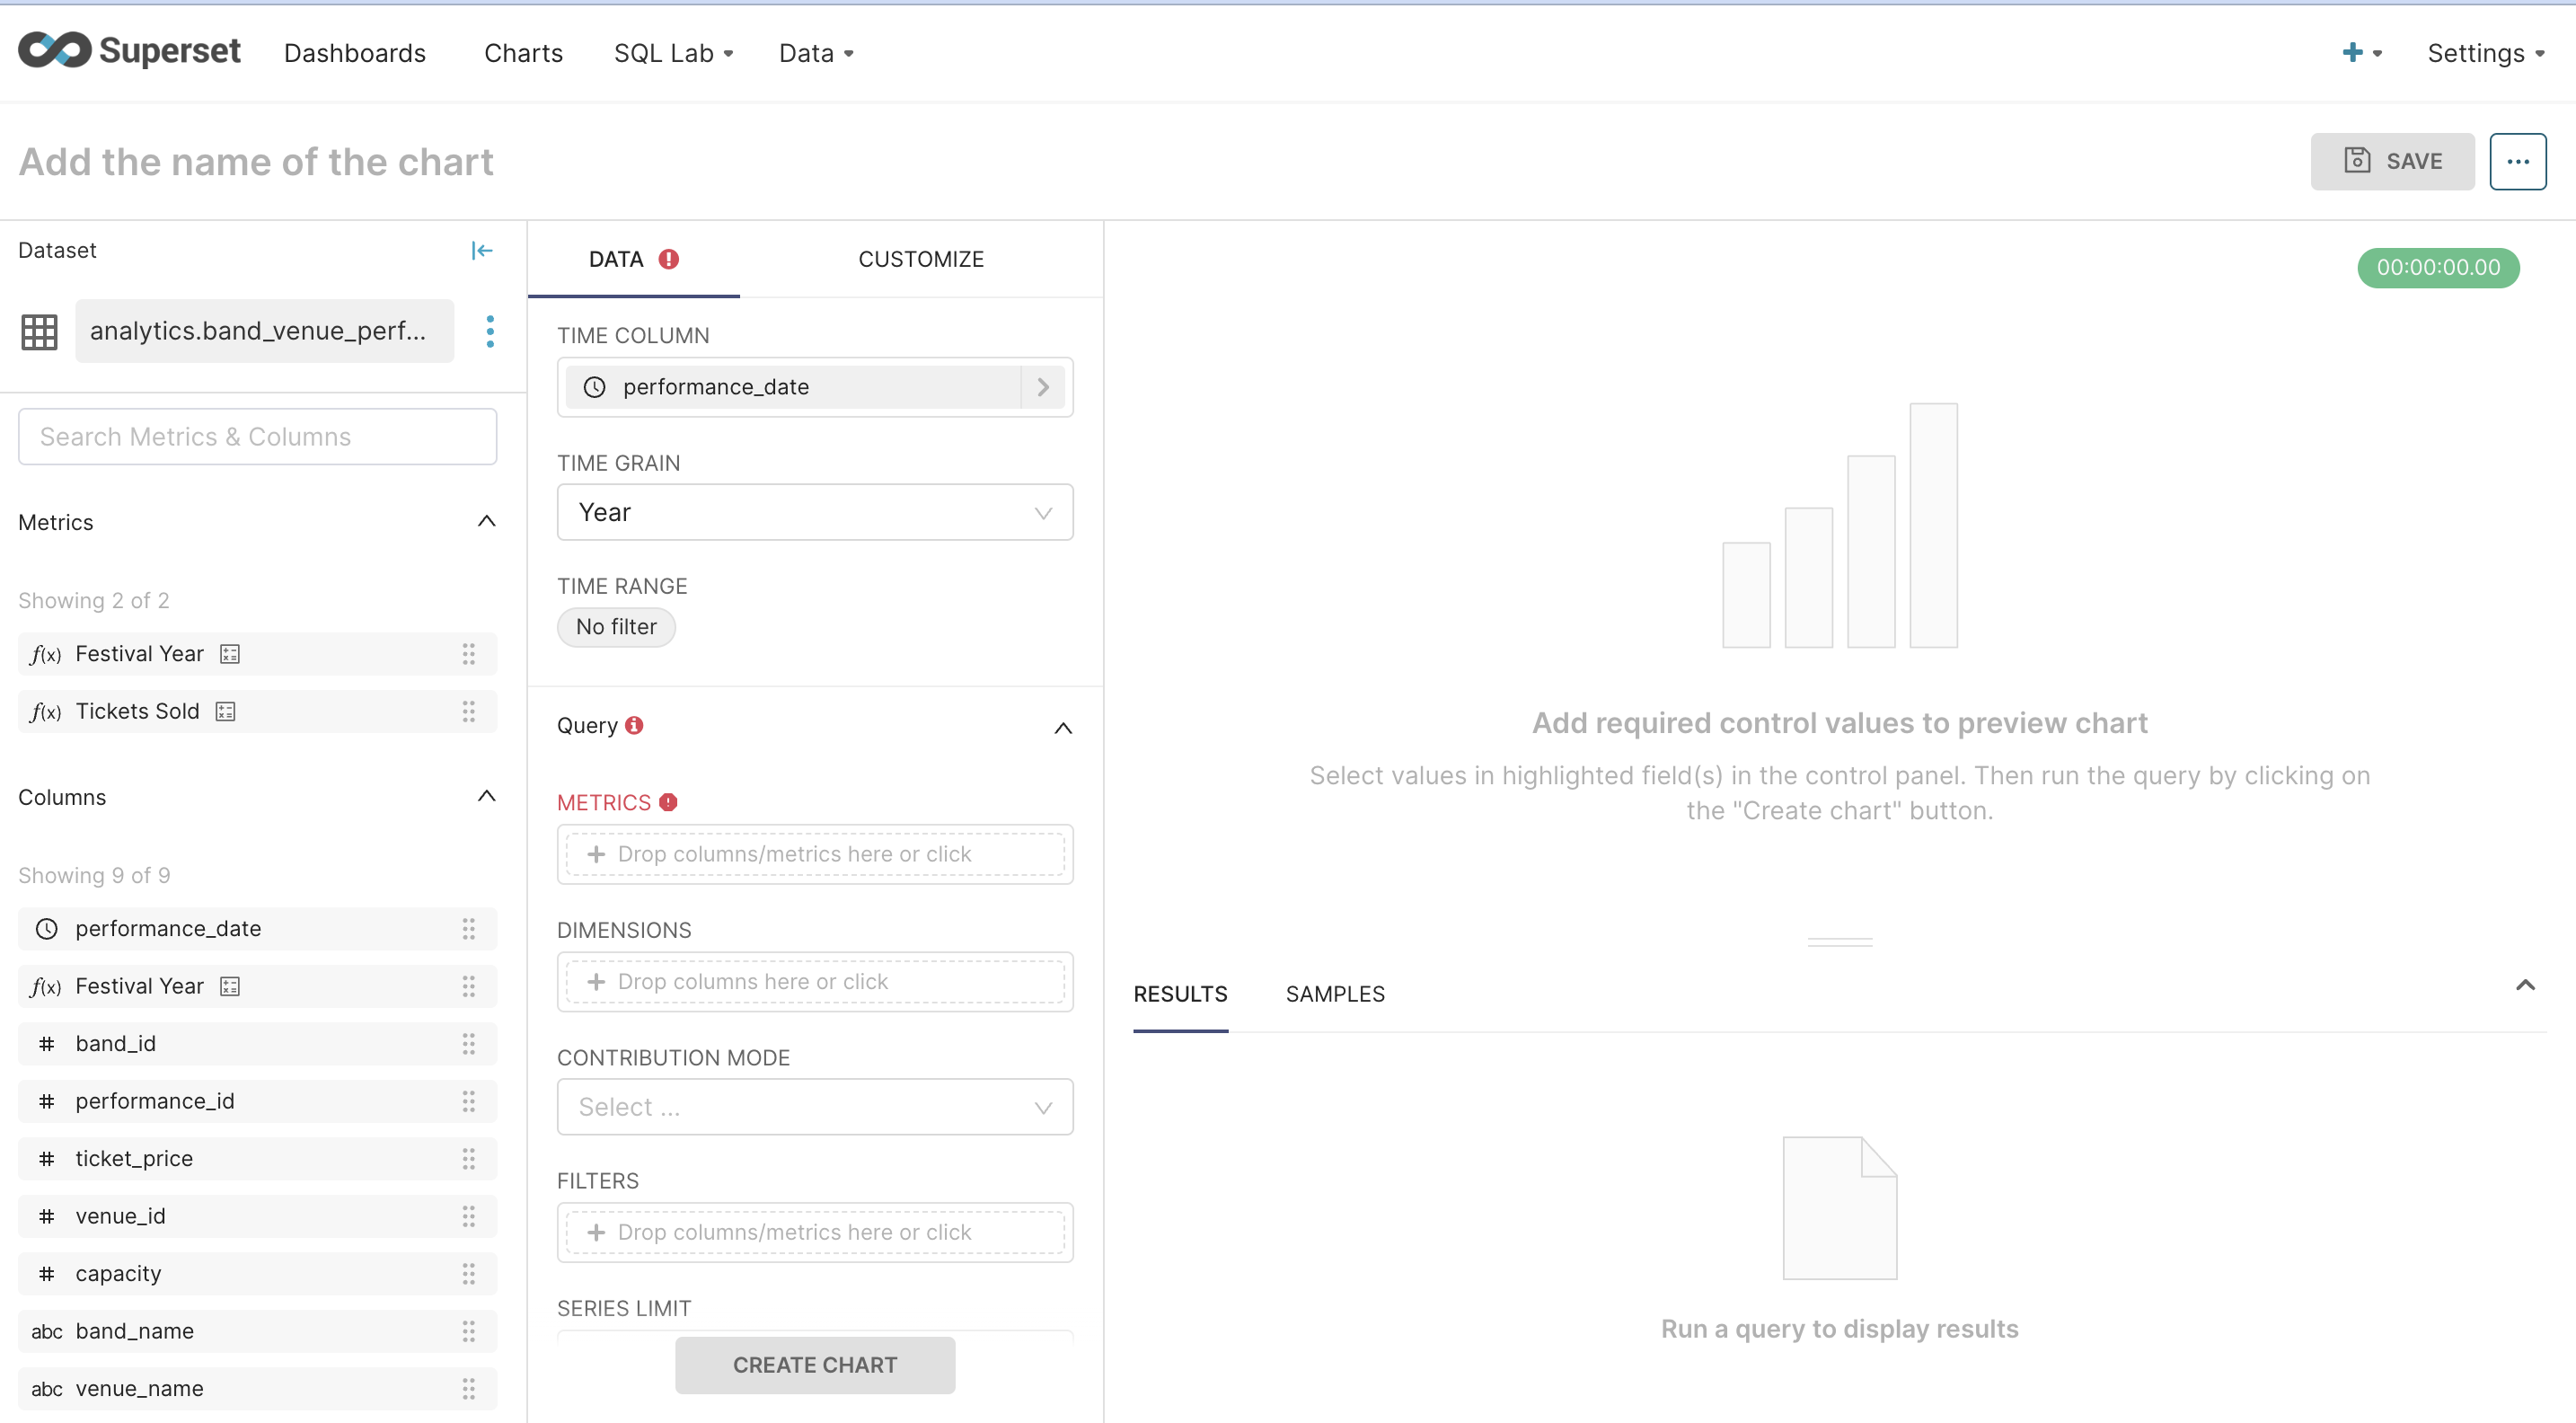 Superset Dashboards Charts SQL Lab Data Settings
Add the name of the chart
SAVE
Dataset
analytics.band_venue_perf...
Search Metrics & Columns
Metrics
Showing 2 of 2
f(x) Festival Year
f(x) Tickets Sold
Columns
Showing 9 of 9
performance_date
f(x) Festival Year
# band_id
# performance_id
# ticket_price
# venue_id
# capacity
abc band_name
abc venue_name
DATA CUSTOMIZE
TIME COLUMN
performance_date
TIME GRAIN
Year
TIME RANGE
No filter
Query
METRICS
+ Drop columns/metrics here or click
DIMENSIONS
+ Drop columns here or click
CONTRIBUTION MODE
Select ...
FILTERS
+ Drop columns/metrics here or click
SERIES LIMIT
CREATE CHART
00:00:00.00
Add required control values to preview chart
Select values in highlighted field(s) in the control panel. Then run the query by clicking on
the "Create chart" button.
RESULTS SAMPLES
Run a query to display results